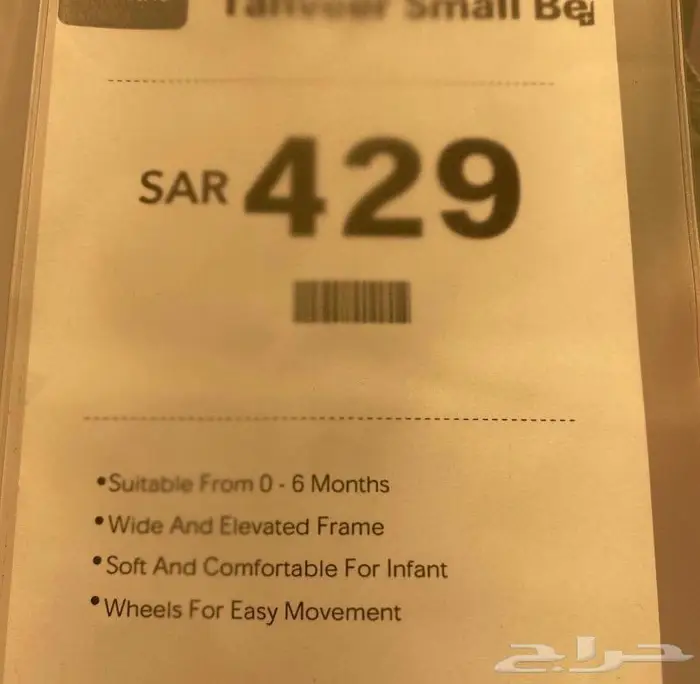 Small
SAR 429
•Suitable From 0 - 6 Months
•Wide And Elevated Frame
•Soft And Comfortable For Infant
•Wheels For Easy Movement
حراج